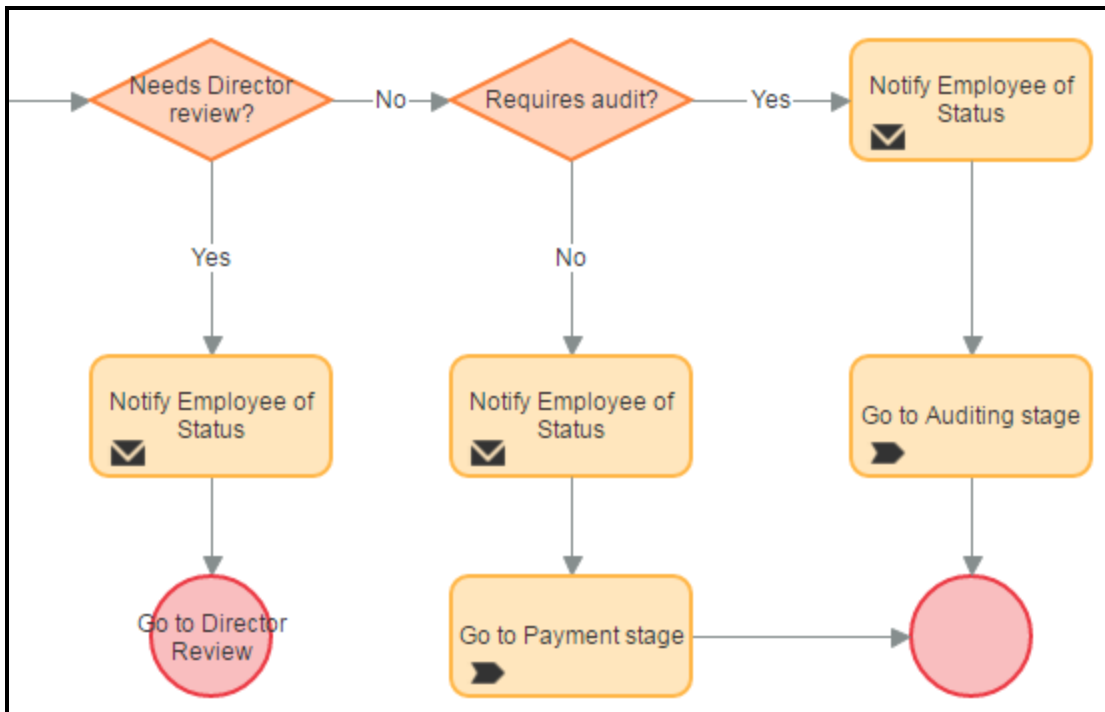 Needs Director
review?
No
Requires audit?
Yes
Notify Employee of
Status
Yes
No
Notify Employee of
Status
Notify Employee of
Status
Go to Auditing stage
Go to Director
Review
Go to Payment stage